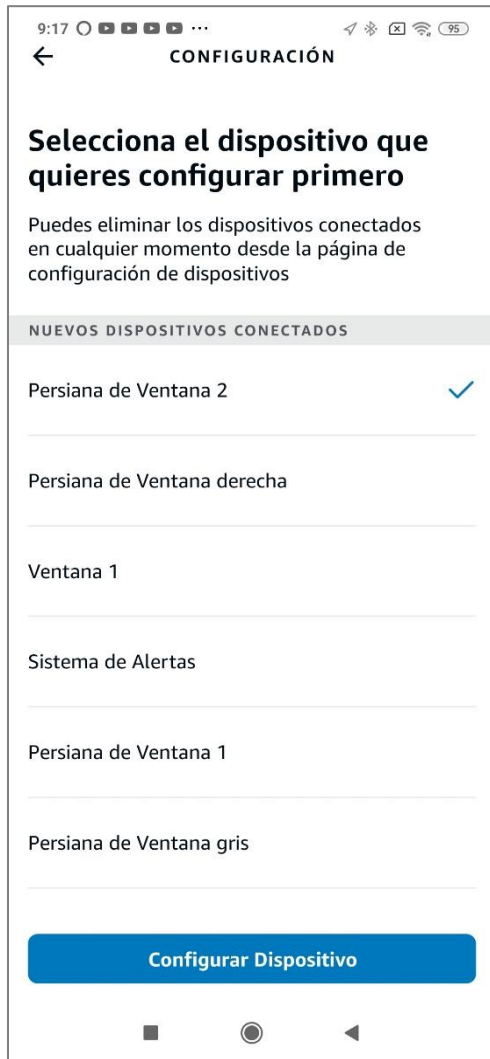 9:17 ...
95
CONFIGURACIÓN
Selecciona el dispositivo que
quieres configurar primero
Puedes eliminar los dispositivos conectados
en cualquier momento desde la página de
configuración de dispositivos
NUEVOS DISPOSITIVOS CONECTADOS
Persiana de Ventana 2
Persiana de Ventana derecha
Ventana 1
Sistema de Alertas
Persiana de Ventana 1
Persiana de Ventana gris
Configurar Dispositivo